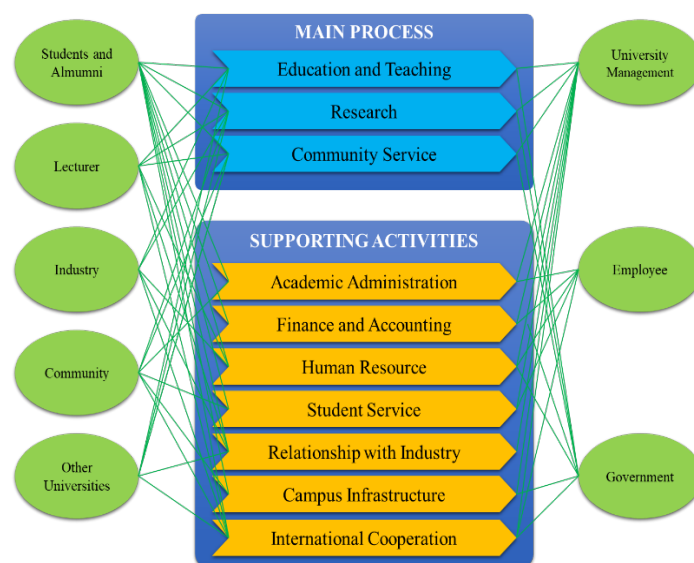 Students and
Almumni
Lecturer
Industry
Community
Other
Universities
MAIN PROCESS
Education and Teaching
Research
Community Service
SUPPORTING ACTIVITIES
Academic Administration
Finance and Accounting
Human Resource
Student Service
Relationship with Industry
Campus Infrastructure
International Cooperation
University
Management
Employee
Government